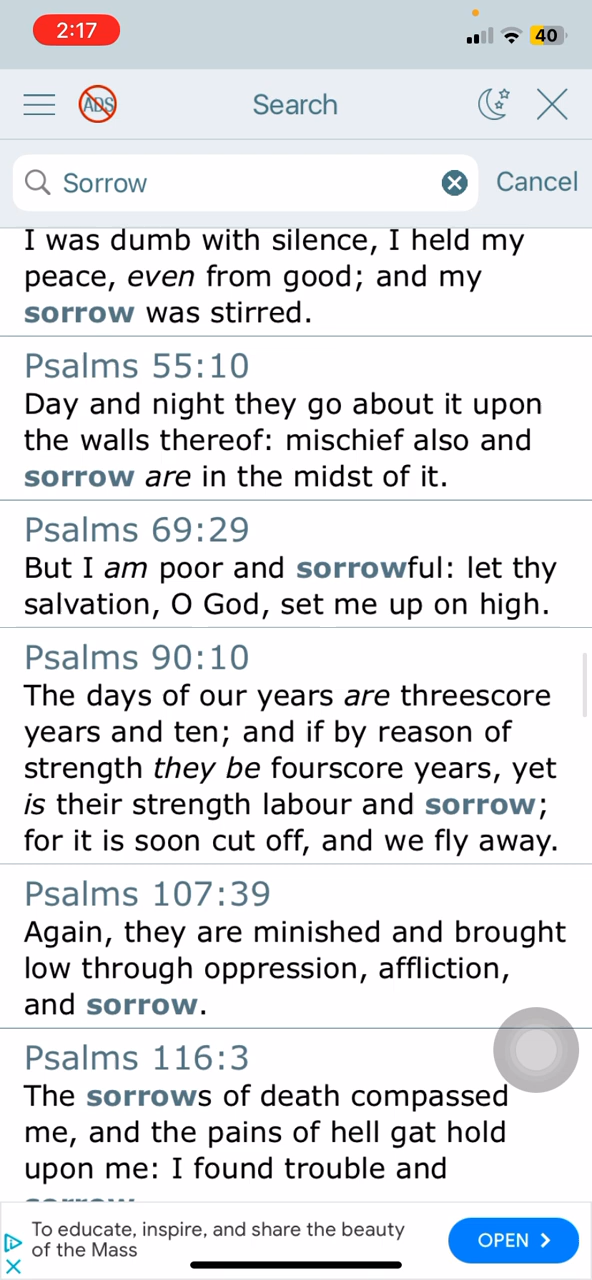 2:17
40
ADS
Search
Sorrow
Cancel
I was dumb with silence, I held my
peace, even from good; and my
sorrow was stirred.
Psalms 55:10
Day and night they go about it upon
the walls thereof: mischief also and
sorrow are in the midst of it.
Psalms 69:29
But I am poor and sorrowful: let thy
salvation, O God, set me up on high.
Psalms 90:10
The days of our years are threescore
years and ten; and if by reason of
strength they be fourscore years, yet
is their strength labour and sorrow;
for it is soon cut off, and we fly away.
Psalms 107:39
Again, they are minished and brought
low through oppression, affliction,
and sorrow.
Psalms 116:3
The sorrows of death compassed
me, and the pains of hell gat hold
upon me: I found trouble and
sorrow.
To educate, inspire, and share the beauty
of the Mass
OPEN